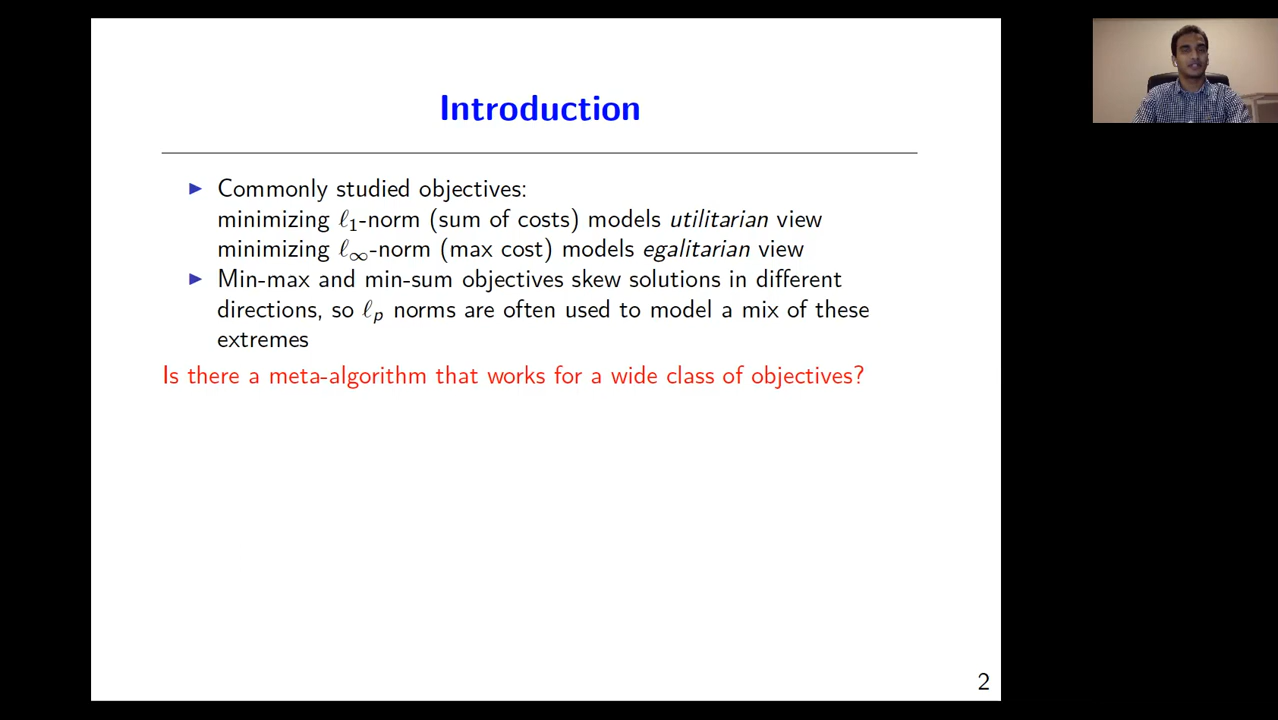 Introduction
▶ Commonly studied objectives:
minimizing ℓ₁-norm (sum of costs) models utilitarian view
minimizing ℓ∞-norm (max cost) models egalitarian view
▶ Min-max and min-sum objectives skew solutions in different
directions, so ℓₚ norms are often used to model a mix of these
extremes
Is there a meta-algorithm that works for a wide class of objectives?
2